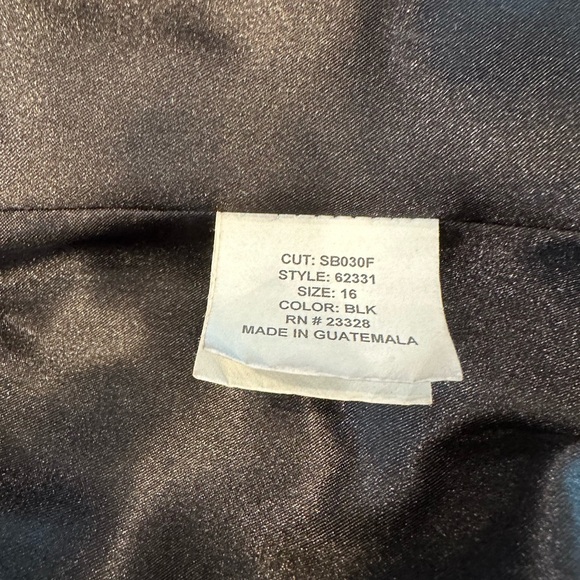 CUT: SB030F
STYLE: 62331
SIZE: 16
COLOR: BLK
RN # 23328
MADE IN GUATEMALA